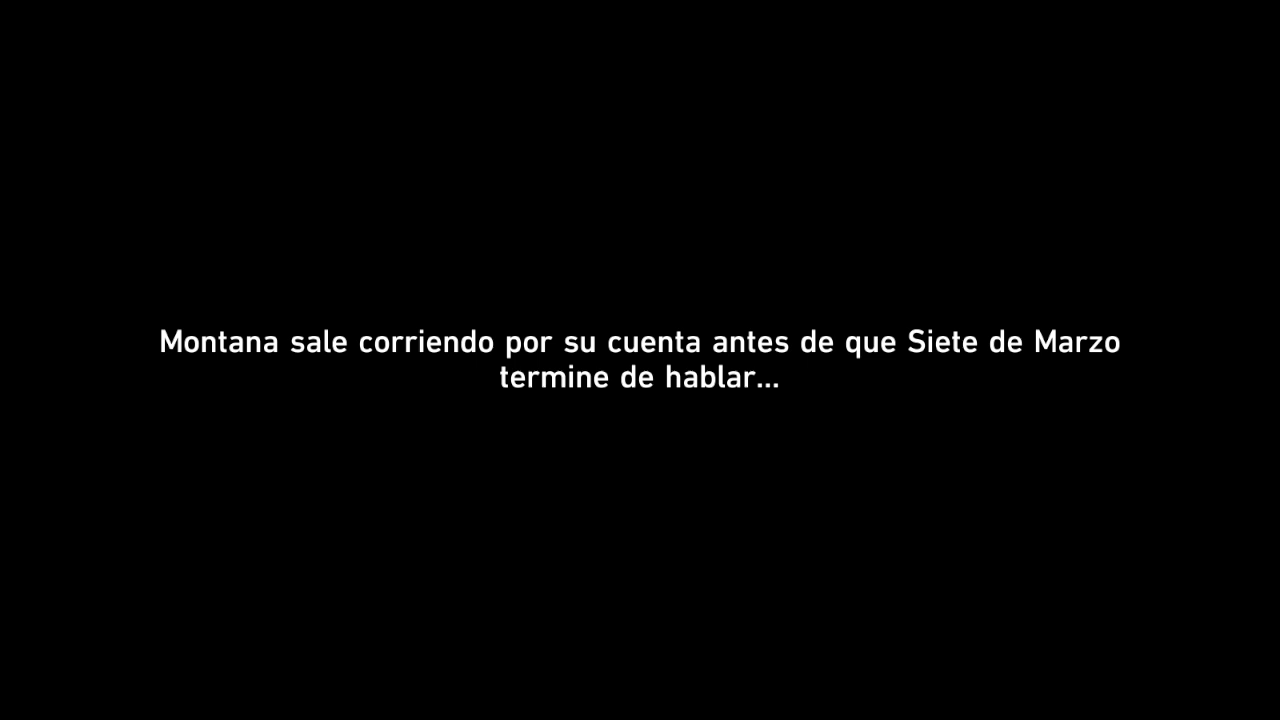 Montana sale corriendo por su cuenta antes de que Siete de Marzo
termine de hablar...